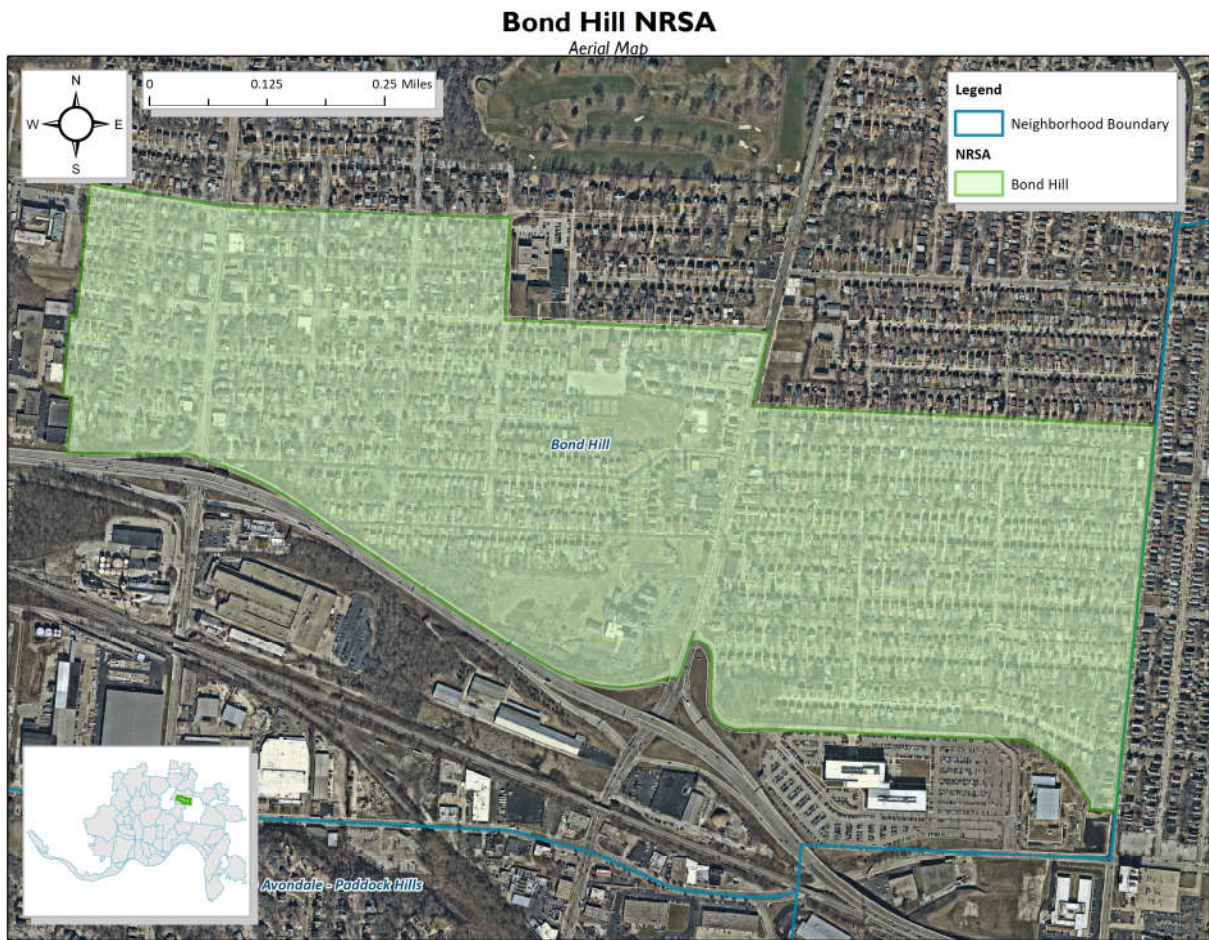 Bond Hill NRSA
Aerial Map
N
W E
S
0 0.125 0.25 Miles
Legend
Neighborhood Boundary
NRSA
Bond Hill
Bond Hill
Avondale - Paddock Hills